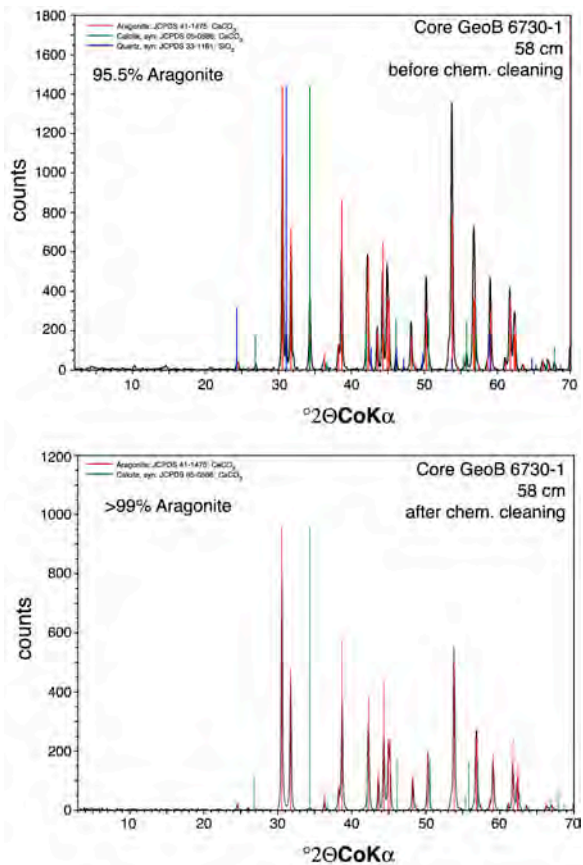 Aragonite: JCPDS 41-1475: CaCO3
Calcite, syn: JCPDS 05-0586; CaCO3
Quartz, syn: JCPDS 33-1161; SiO2
95.5% Aragonite
Core GeoB 6730-1
58 cm
before chem. cleaning
counts
1800
1600
1400
1200
1000
800
600
400
200
0
10 20 30 40 50 60 70
°2ΘCoKα
Aragonite: JCPDS 41-1475: CaCO3
Calcite, syn: JCPDS 05-0586; CaCO3
>99% Aragonite
Core GeoB 6730-1
58 cm
after chem. cleaning
counts
1200
1000
800
600
400
200
0
10 20 30 40 50 60 70
°2ΘCoKα